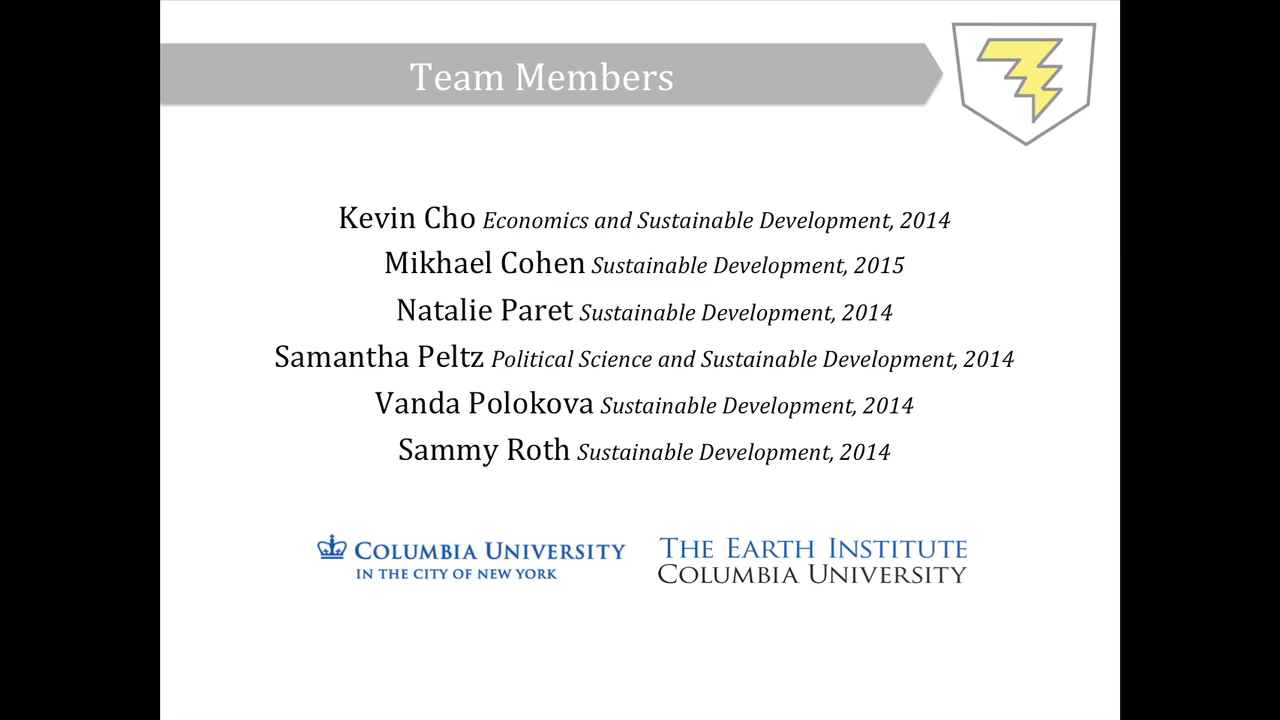 Team Members
Kevin Cho Economics and Sustainable Development, 2014
Mikhael Cohen Sustainable Development, 2015
Natalie Paret Sustainable Development, 2014
Samantha Peltz Political Science and Sustainable Development, 2014
Vanda Polokova Sustainable Development, 2014
Sammy Roth Sustainable Development, 2014
COLUMBIA UNIVERSITY
IN THE CITY OF NEW YORK
THE EARTH INSTITUTE
COLUMBIA UNIVERSITY